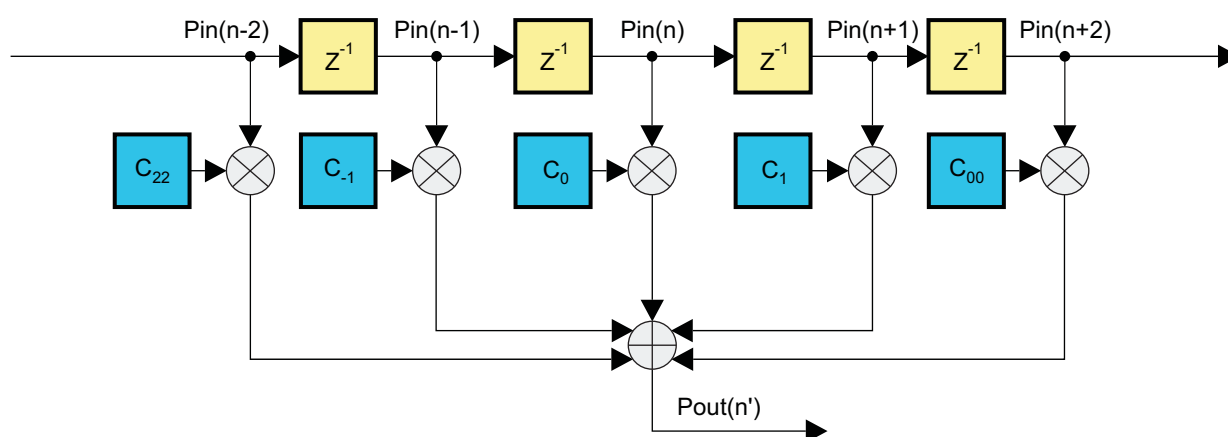 Pin(n-2) Pin(n-1) Pin(n) Pin(n+1) Pin(n+2)
Z⁻¹ Z⁻¹ Z⁻¹ Z⁻¹
C₂₂ C₋₁ C₀ C₁ C₀₀
Pout(n')